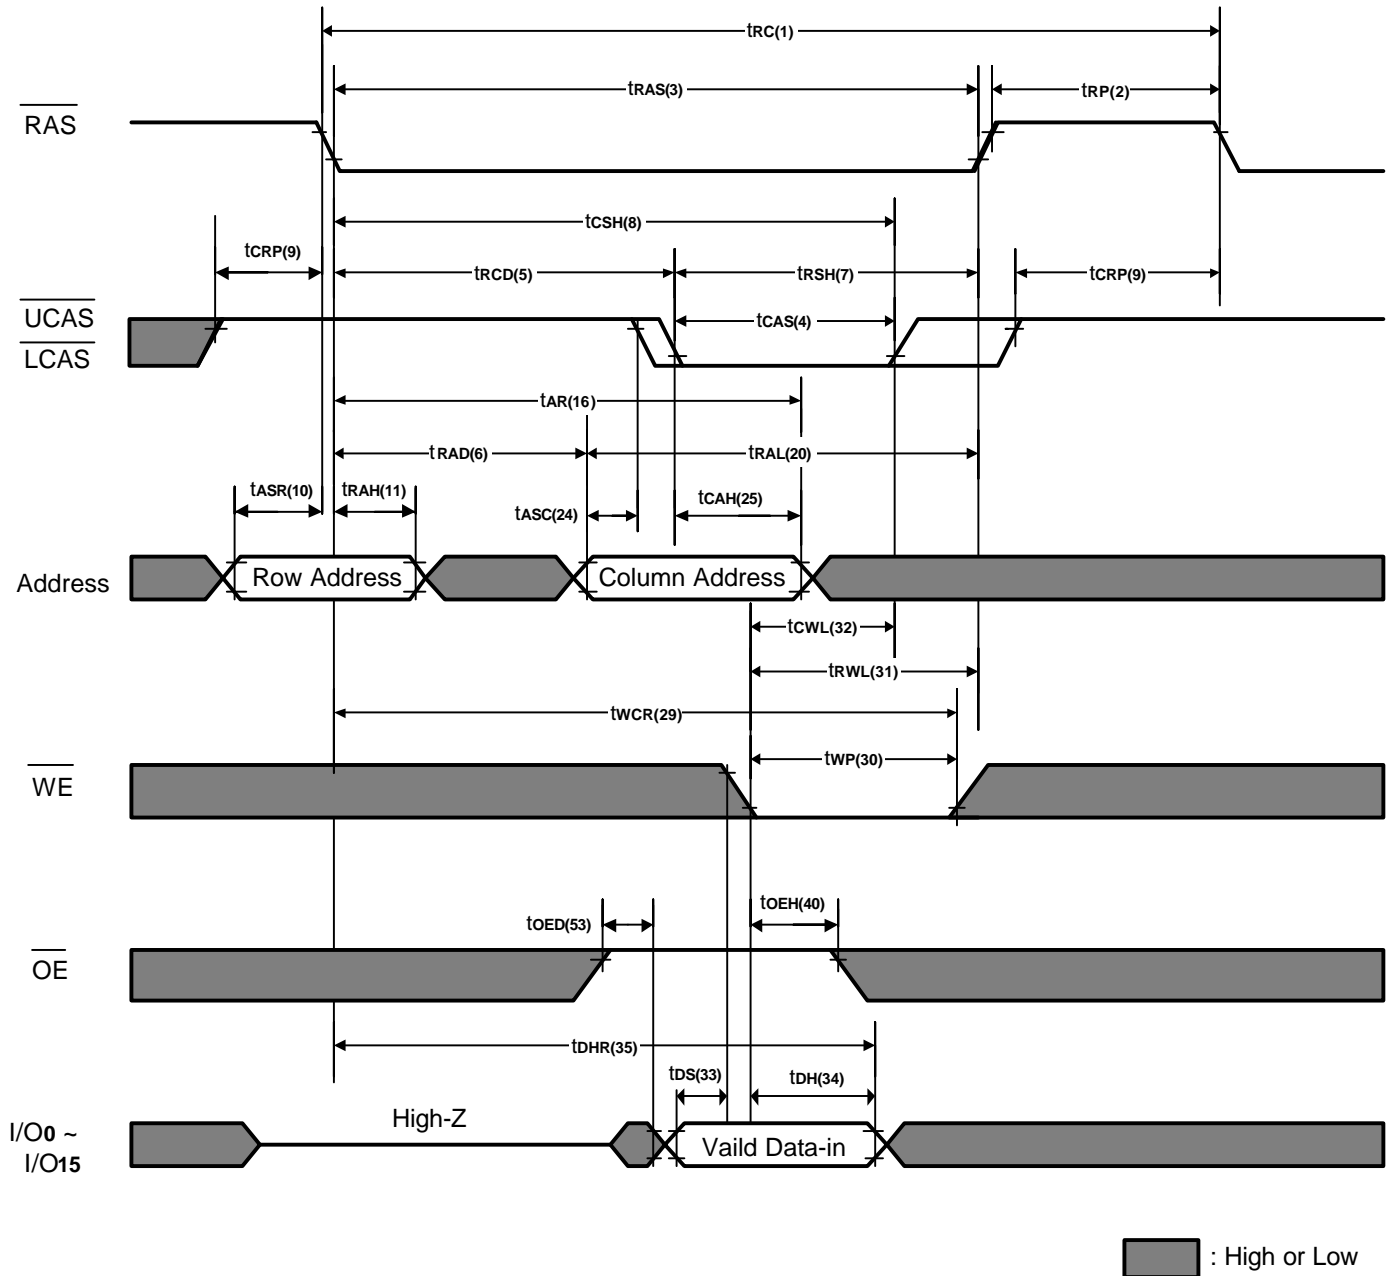 tRC(1)
tRAS(3)
tRP(2)
RAS
tCSH(8)
tCRP(9)
tRCD(5)
tRSH(7)
tCRP(9)
UCAS
tCAS(4)
LCAS
tAR(16)
tRAD(6)
tRAL(20)
tASR(10)
tRAH(11)
tASC(24)
tCAH(25)
Address
Row Address
Column Address
tCWL(32)
tRWL(31)
tWCR(29)
WE
tWP(30)
tOED(53)
tOEH(40)
OE
tDHR(35)
tDS(33)
tDH(34)
I/O0 ~
I/O15
High-Z
Vaild Data-in
: High or Low